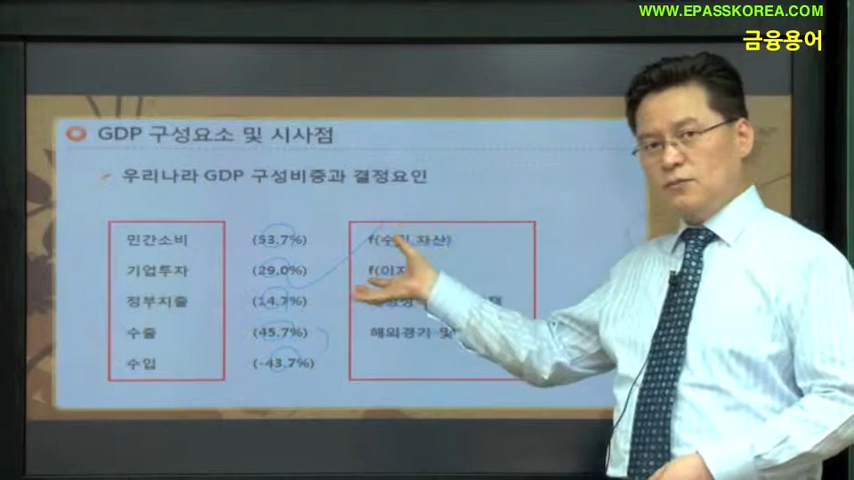 WWW.EPASSKOREA.COM
금융용어
GDP 구성요소 및 시사점
우리나라 GDP 구성비중과 결정요인
민간소비 (53.7%) 자산)
기업투자 (29.0%)
정부지출 (14.7%)
수출 (45.7%) 해외경기 및
수입 (-43.7%)